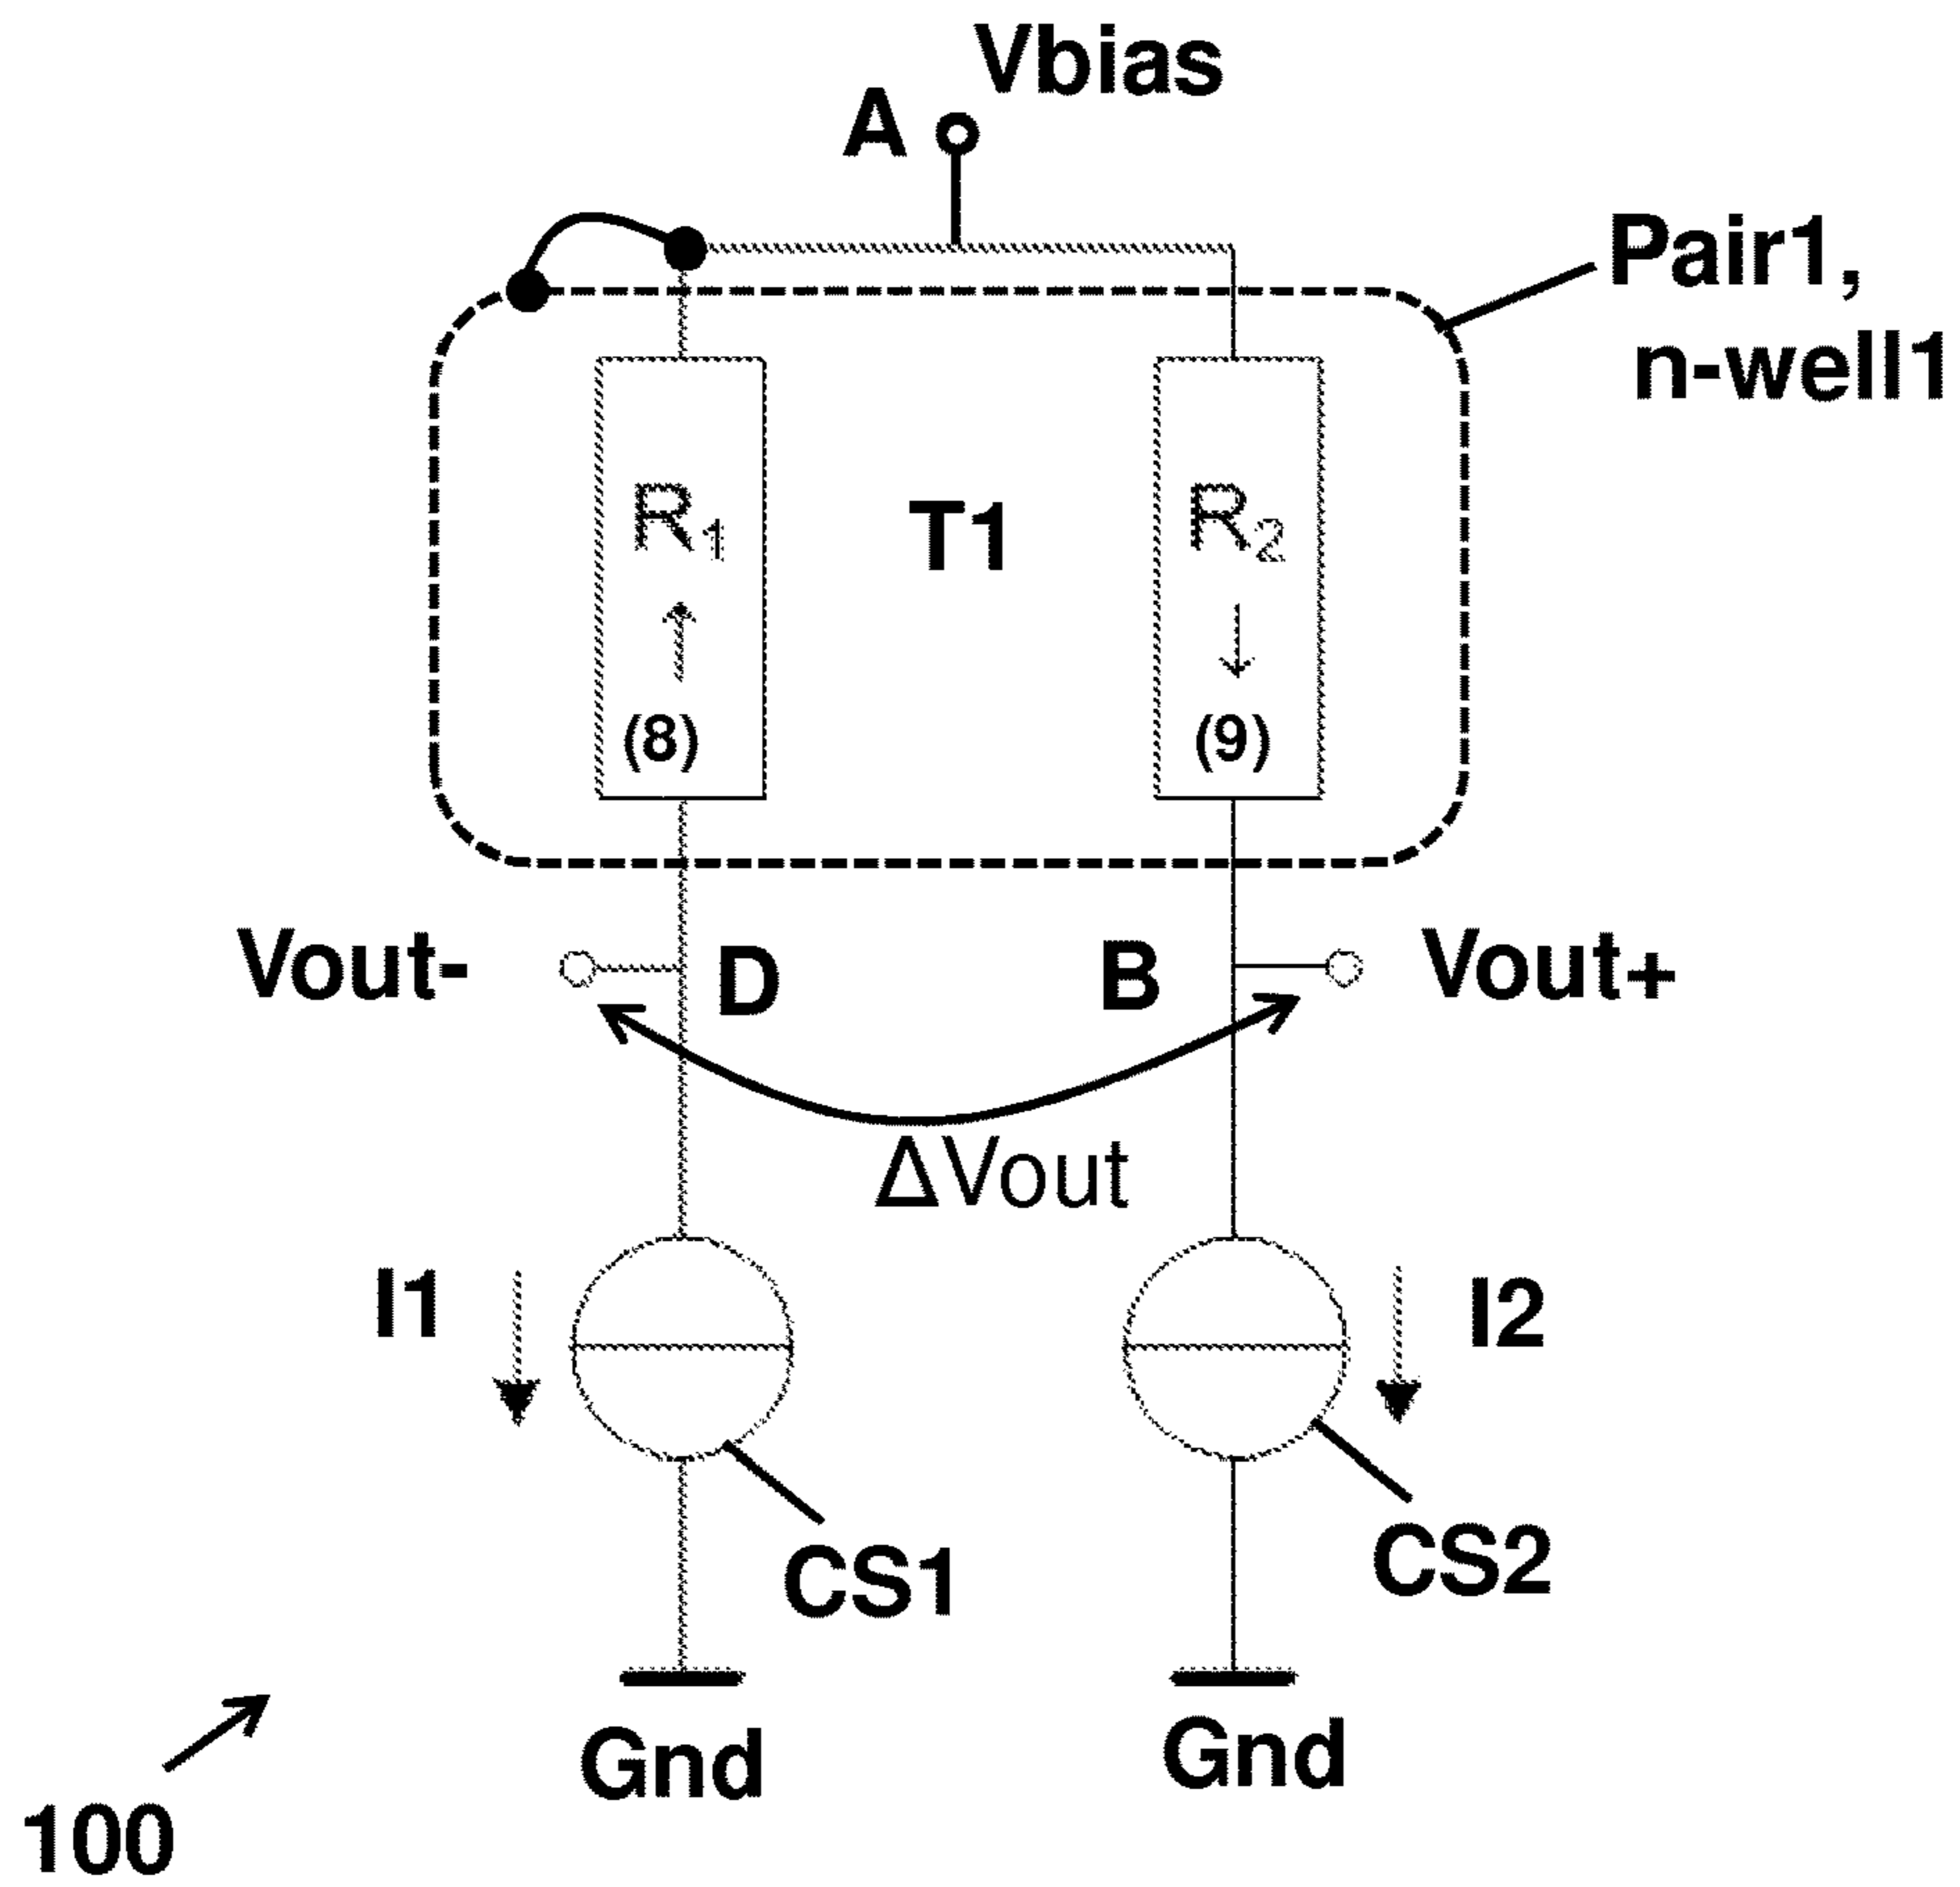 Vbias
A
Pair1,
n-well1
R1
T1
R2
(8)
(9)
Vout-
D
B
Vout+
ΔVout
I1
I2
CS1
CS2
Gnd
Gnd
100